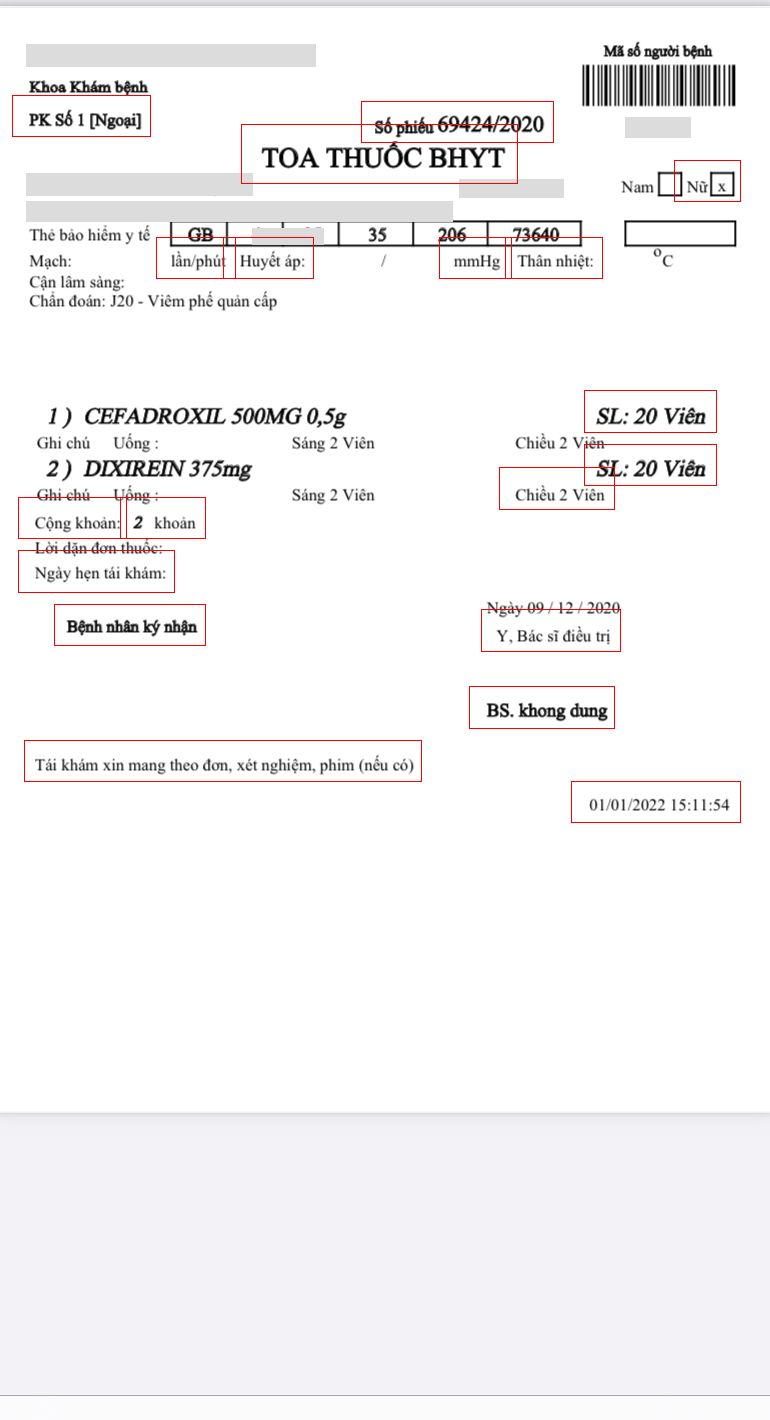 Mã số người bệnh
Khoa Khám bệnh
PK Số 1 [Ngoại]
Số phiếu 69424/2020
TOA THUỐC BHYT
Nam Nữ x
Thẻ bảo hiểm y tế GB 35 206 73640
Mạch: lần/phút Huyết áp: / mmHg Thân nhiệt: °C
Cận lâm sàng:
Chẩn đoán: J20 - Viêm phế quản cấp
1 ) CEFADROXIL 500MG 0,5g SL: 20 Viên
Ghi chú Uống : Sáng 2 Viên Chiều 2 Viên
2 ) DIXIREIN 375mg SL: 20 Viên
Ghi chú Uống : Sáng 2 Viên Chiều 2 Viên
Cộng khoản: 2 khoản
Lời dặn đơn thuốc:
Ngày hẹn tái khám:
Ngày 09 / 12 / 2020
Bệnh nhân ký nhận
Y, Bác sĩ điều trị
BS. khong dung
Tái khám xin mang theo đơn, xét nghiệm, phim (nếu có)
01/01/2022 15:11:54